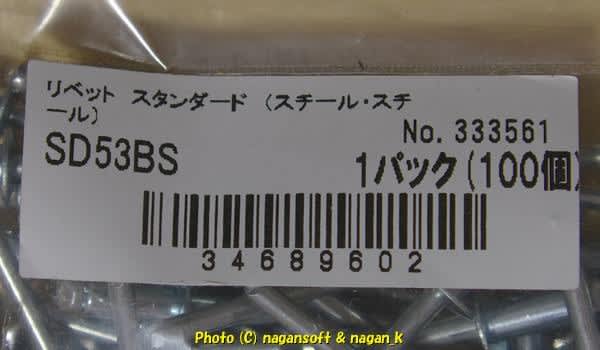 リベット スタンダード (スチール・スチ
ール)
No. 333561
SD53BS
1パック(100個)
34689602
Photo (C) nagansoft & nagan_k